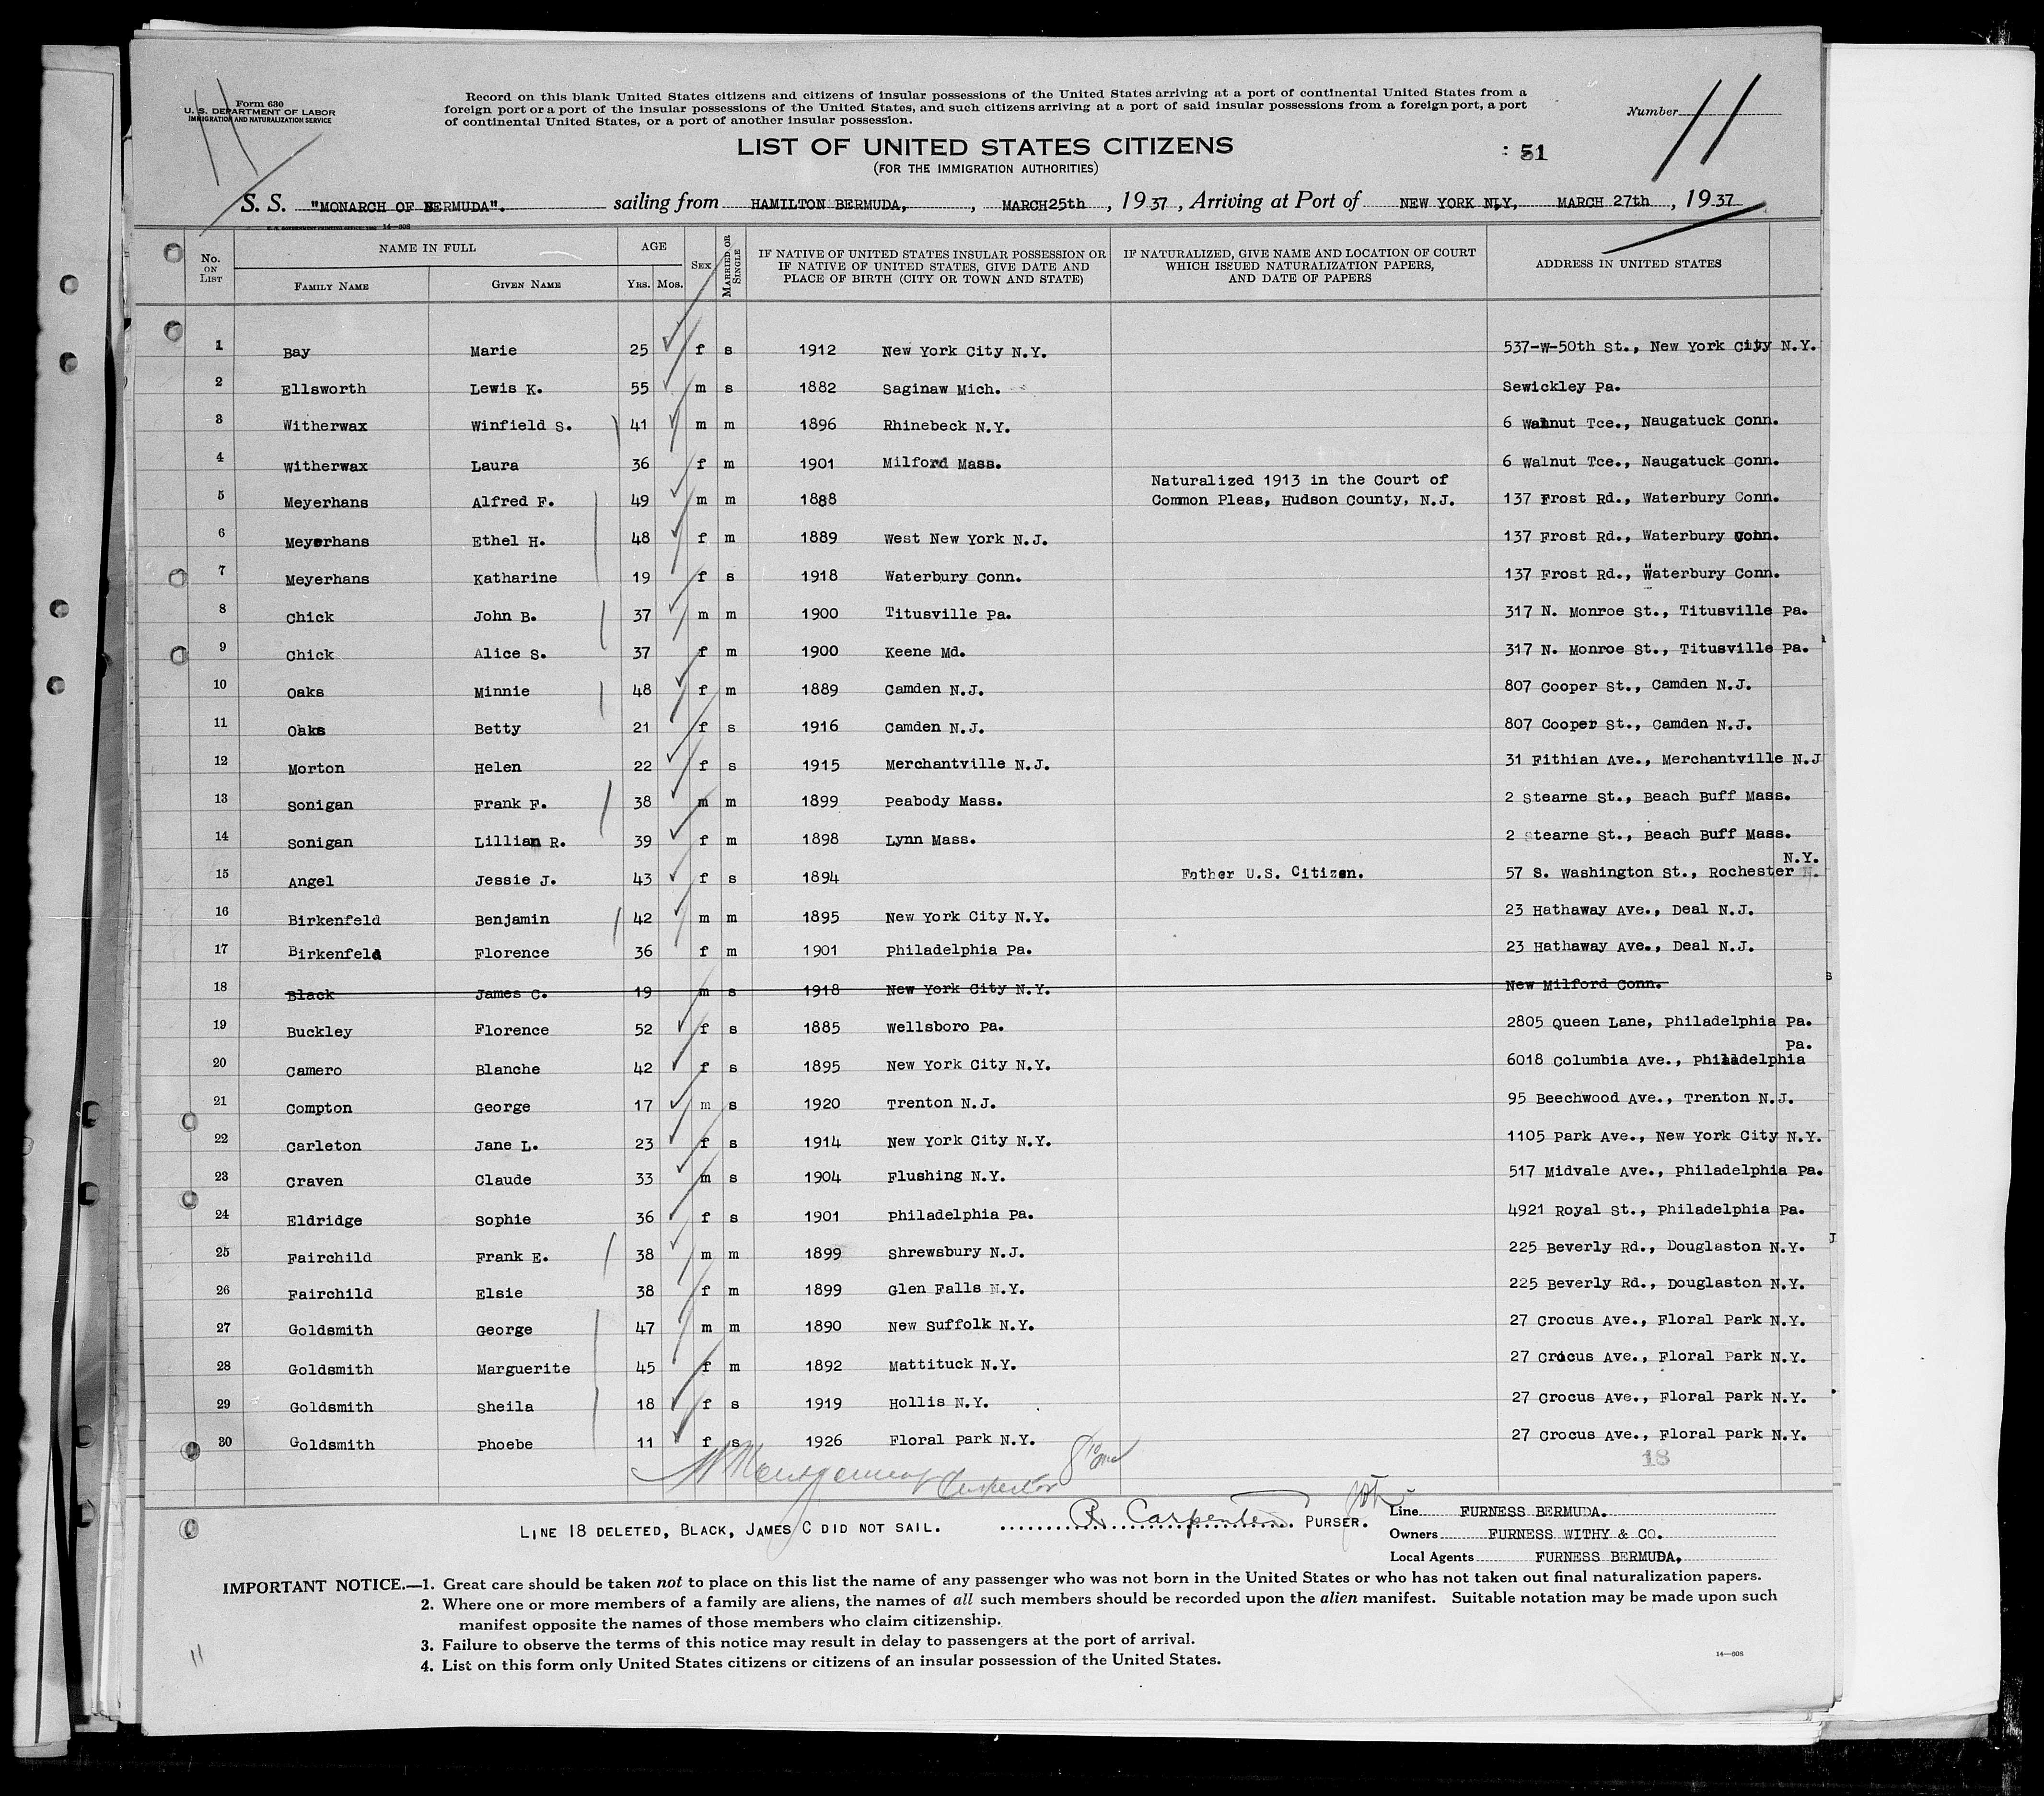 Form 630
U. S. DEPARTMENT OF LABOR
IMMIGRATION AND NATURALIZATION SERVICE
Record on this blank United States citizens and citizens of insular possessions of the United States arriving at a port of continental United States from a
foreign port or a port of the insular possessions of the United States, and such citizens arriving at a port of said insular possessions from a foreign port, a port
of continental United States, or a port of another insular possession.
Number 11
LIST OF UNITED STATES CITIZENS
(FOR THE IMMIGRATION AUTHORITIES)
: 51
S. S. "MONARCH OF BERMUDA". sailing from HAMILTON BERMUDA, , MARCH 25th , 19 37 , Arriving at Port of NEW YORK N.Y, MARCH 27th , 19 37
14—608
No. ON LIST NAME IN FULL AGE SEX MARRIED OR SINGLE IF NATIVE OF UNITED STATES INSULAR POSSESSION OR IF NATIVE OF UNITED STATES, GIVE DATE AND PLACE OF BIRTH (CITY OR TOWN AND STATE) IF NATURALIZED, GIVE NAME AND LOCATION OF COURT WHICH ISSUED NATURALIZATION PAPERS, AND DATE OF PAPERS ADDRESS IN UNITED STATES
FAMILY NAME GIVEN NAME YRS. MOS.
1 Bay Marie 25 f s 1912 New York City N.Y. 537-W-50th St., New York City N.Y.
2 Ellsworth Lewis K. 55 m s 1882 Saginaw Mich. Sewickley Pa.
3 Witherwax Winfield S. 41 m m 1896 Rhinebeck N.Y. 6 Walnut Tce., Naugatuck Conn.
4 Witherwax Laura 36 f m 1901 Milford Mass. 6 Walnut Tce., Naugatuck Conn.
Naturalized 1913 in the Court of
5 Meyerhans Alfred F. 49 m m 1888 Common Pleas, Hudson County, N.J. 137 Frost Rd., Waterbury Conn.
6 Meyerhans Ethel H. 48 f m 1889 West New York N.J. 137 Frost Rd., Waterbury Conn.
7 Meyerhans Katharine 19 f s 1918 Waterbury Conn. 137 Frost Rd., Waterbury Conn.
8 Chick John B. 37 m m 1900 Titusville Pa. 317 N. Monroe St., Titusville Pa.
9 Chick Alice S. 37 f m 1900 Keene Md. 317 N. Monroe St., Titusville Pa.
10 Oaks Minnie 48 f m 1889 Camden N.J. 807 Cooper St., Camden N.J.
11 Oaks Betty 21 f s 1916 Camden N.J. 807 Cooper St., Camden N.J.
12 Morton Helen 22 f s 1915 Merchantville N.J. 31 Fithian Ave., Merchantville N.J
13 Sonigan Frank F. 38 m m 1899 Peabody Mass. 2 Stearne St., Beach Buff Mass.
14 Sonigan Lillian R. 39 f m 1898 Lynn Mass. 2 Stearne St., Beach Buff Mass.
N.Y.
15 Angel Jessie J. 43 f s 1894 Father U.S. Citizen. 57 S. Washington St., Rochester N.
16 Birkenfeld Benjamin 42 m m 1895 New York City N.Y. 23 Hathaway Ave., Deal N.J.
17 Birkenfeld Florence 36 f m 1901 Philadelphia Pa. 23 Hathaway Ave., Deal N.J.
18 Black James C. 19 m s 1918 New York City N.Y. New Milford Conn.
19 Buckley Florence 52 f s 1885 Wellsboro Pa. 2805 Queen Lane, Philadelphia Pa.
Pa.
20 Camero Blanche 42 f s 1895 New York City N.Y. 6018 Columbia Ave., Philadelphia
21 Compton George 17 m s 1920 Trenton N.J. 95 Beechwood Ave., Trenton N.J.
22 Carleton Jane L. 23 f s 1914 New York City N.Y. 1105 Park Ave., New York City N.Y.
23 Craven Claude 33 m s 1904 Flushing N.Y. 517 Midvale Ave., Philadelphia Pa.
24 Eldridge Sophie 36 f s 1901 Philadelphia Pa. 4921 Royal St., Philadelphia Pa.
25 Fairchild Frank E. 38 m m 1899 Shrewsbury N.J. 225 Beverly Rd., Douglaston N.Y.
26 Fairchild Elsie 38 f m 1899 Glen Falls N.Y. 225 Beverly Rd., Douglaston N.Y.
27 Goldsmith George 47 m m 1890 New Suffolk N.Y. 27 Crocus Ave., Floral Park N.Y.
28 Goldsmith Marguerite 45 f m 1892 Mattituck N.Y. 27 Crocus Ave., Floral Park N.Y.
29 Goldsmith Sheila 18 f s 1919 Hollis N.Y. 27 Crocus Ave., Floral Park N.Y.
30 Goldsmith Phoebe 11 f s 1926 Floral Park N.Y. 27 Crocus Ave., Floral Park N.Y.
18
Montgomery Inspector
LINE 18 DELETED, BLACK, JAMES C DID NOT SAIL. R Carpenter PURSER.
Line FURNESS BERMUDA.
Owners FURNESS WITHY & CO.
Local Agents FURNESS BERMUDA,
IMPORTANT NOTICE.—1. Great care should be taken not to place on this list the name of any passenger who was not born in the United States or who has not taken out final naturalization papers.
2. Where one or more members of a family are aliens, the names of all such members should be recorded upon the alien manifest. Suitable notation may be made upon such
manifest opposite the names of those members who claim citizenship.
3. Failure to observe the terms of this notice may result in delay to passengers at the port of arrival.
4. List on this form only United States citizens or citizens of an insular possession of the United States.
14—608
11